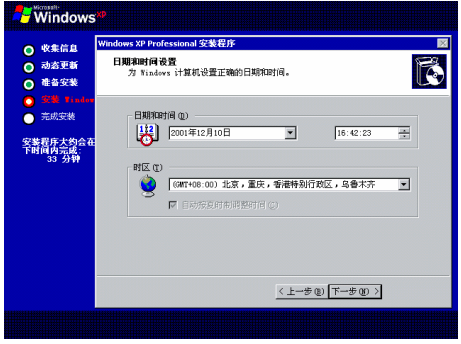 Microsoft
Windows XP
收集信息
动态更新
准备安装
安装 Window
完成安装
安装程序大约会在
下时间内完成:
33 分钟
Windows XP Professional 安装程序
日期和时间设置
为 Windows 计算机设置正确的日期和时间。
日期和时间(D)
2001年12月10日
16:42:23
时区(T)
(GMT+08:00) 北京，重庆，香港特别行政区，乌鲁木齐
自动按夏时制调整时间(C)
< 上一步(B)
下一步(N) >